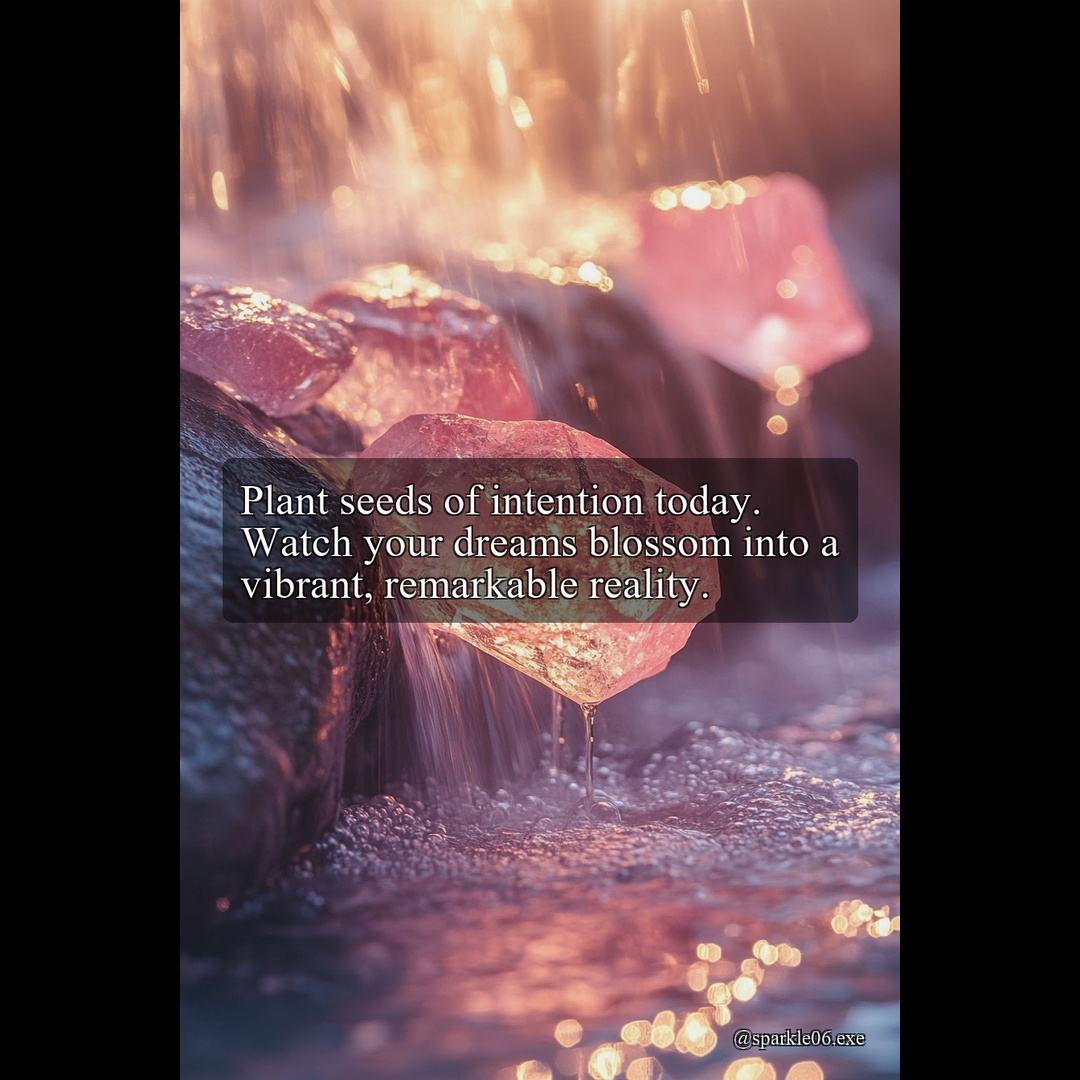 Plant seeds of intention today.
Watch your dreams blossom into a
vibrant, remarkable reality.
@sparkle06.exe